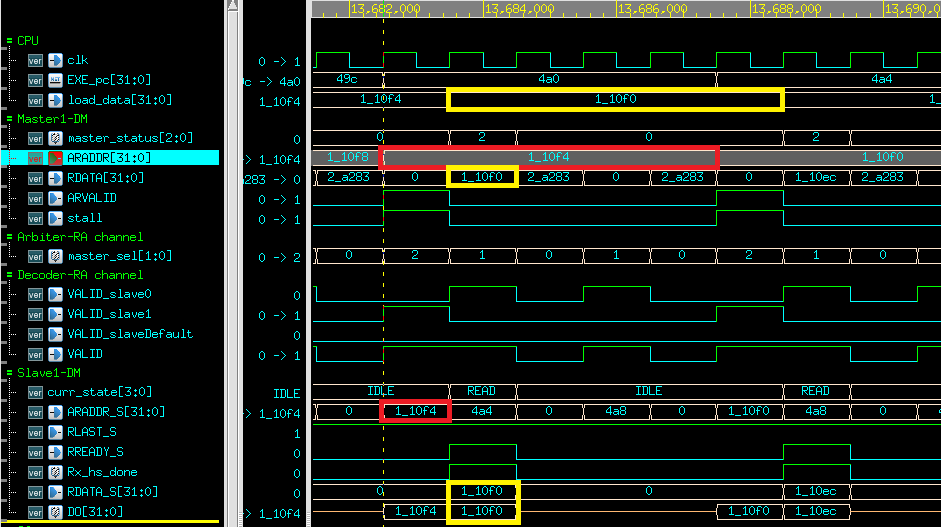 13,682,000 13,684,000 13,686,000 13,688,000 13,690,0
= CPU
ver clk 0 -> 1
ver EXE_pc[31:0] c -> 4a0 49c 4a0 4a4
ver load_data[31:0] 1_10f4 1_10f4 1_10f0 1_1
= Master1-DM
ver master_status[2:0] 0 0 2 0 2
ver ARADDR[31:0] > 1_10f4 1_10f8 1_10f4 1_10f0
ver RDATA[31:0] a283 -> 0 2_a283 0 1_10f0 2_a283 0 2_a283 0 1_10ec 2_a283
ver ARVALID 0 -> 1
ver stall 0 -> 1
= Arbiter-RA channel
ver master_sel[1:0] 0 -> 2 0 2 1 0 1 0 2 1 0
= Decoder-RA channel
ver VALID_slave0 0
ver VALID_slave1 0 -> 1
ver VALID_slaveDefault 0
ver VALID 0 -> 1
= Slave1-DM
ver curr_state[3:0] IDLE IDLE READ IDLE READ
ver ARADDR_S[31:0] > 1_10f4 0 1_10f4 4a4 0 4a8 0 1_10f0 4a8 0
ver RLAST_S 1
ver RREADY_S 0
ver Rx_hs_done 0
ver RDATA_S[31:0] 0 0 1_10f0 0 1_10ec
ver DO[31:0] > 1_10f4 1_10f4 1_10f0 1_10f0 1_10ec